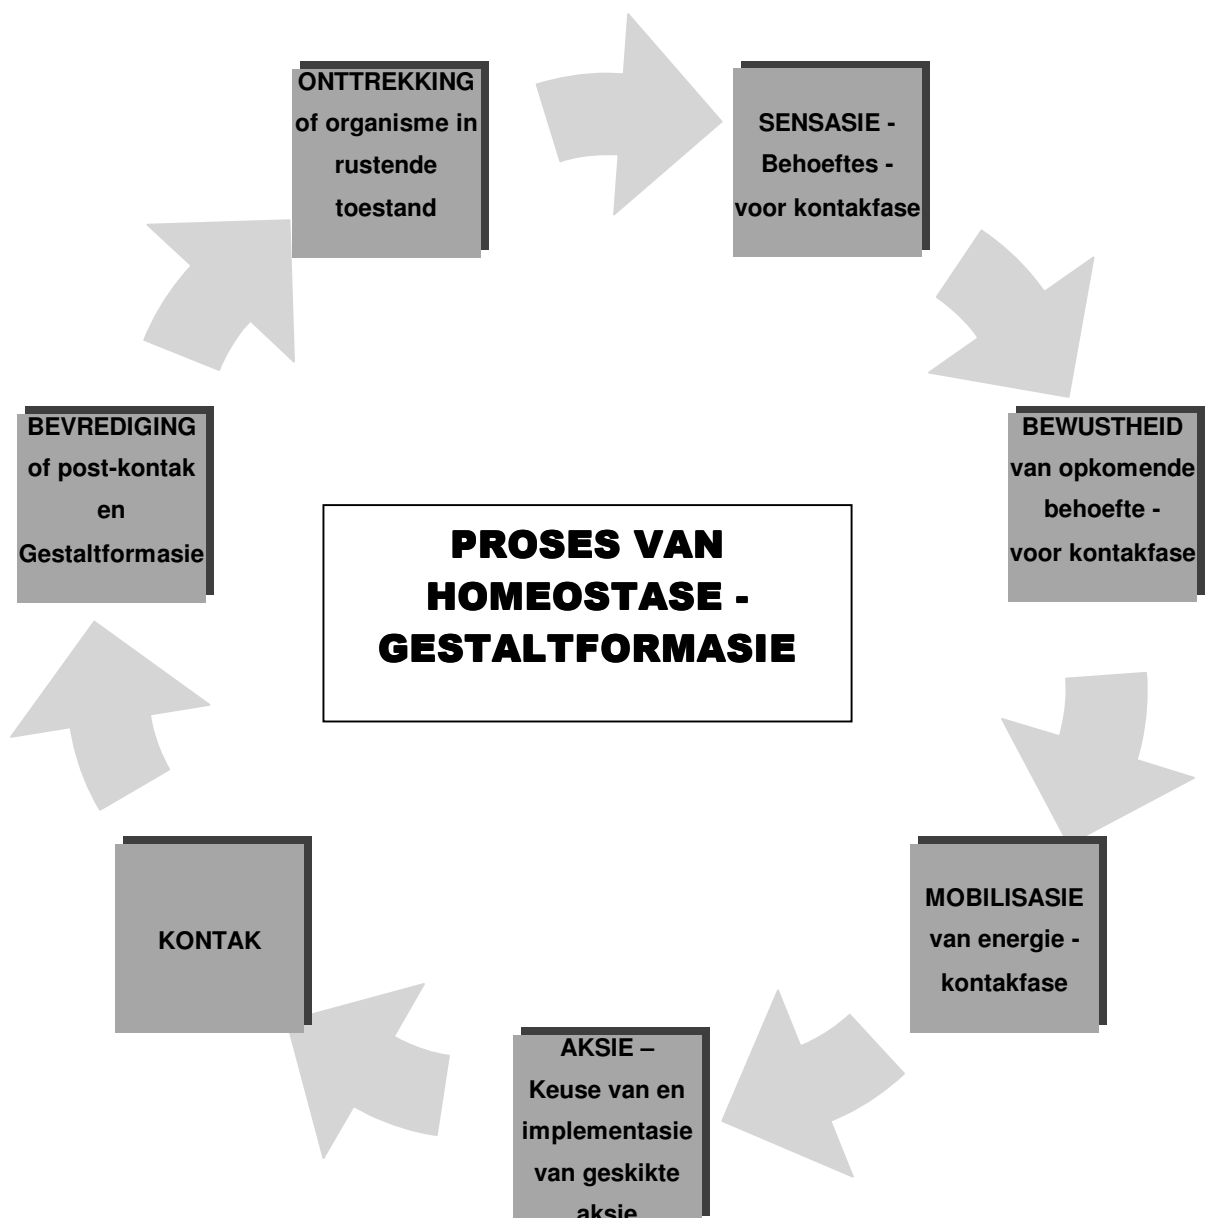 ONTTREKKING
of organisme in
rustende
toestand
SENSASIE -
Behoeftes -
voor kontakfase
BEWUSTHEID
van opkomende
behoefte -
voor kontakfase
MOBILISASIE
van energie -
kontakfase
AKSIE –
Keuse van en
implementasie
van geskikte
aksie
KONTAK
BEVREDIGING
of post-kontak
en
Gestaltformasie
PROSES VAN
HOMEOSTASE -
GESTALTFORMASIE